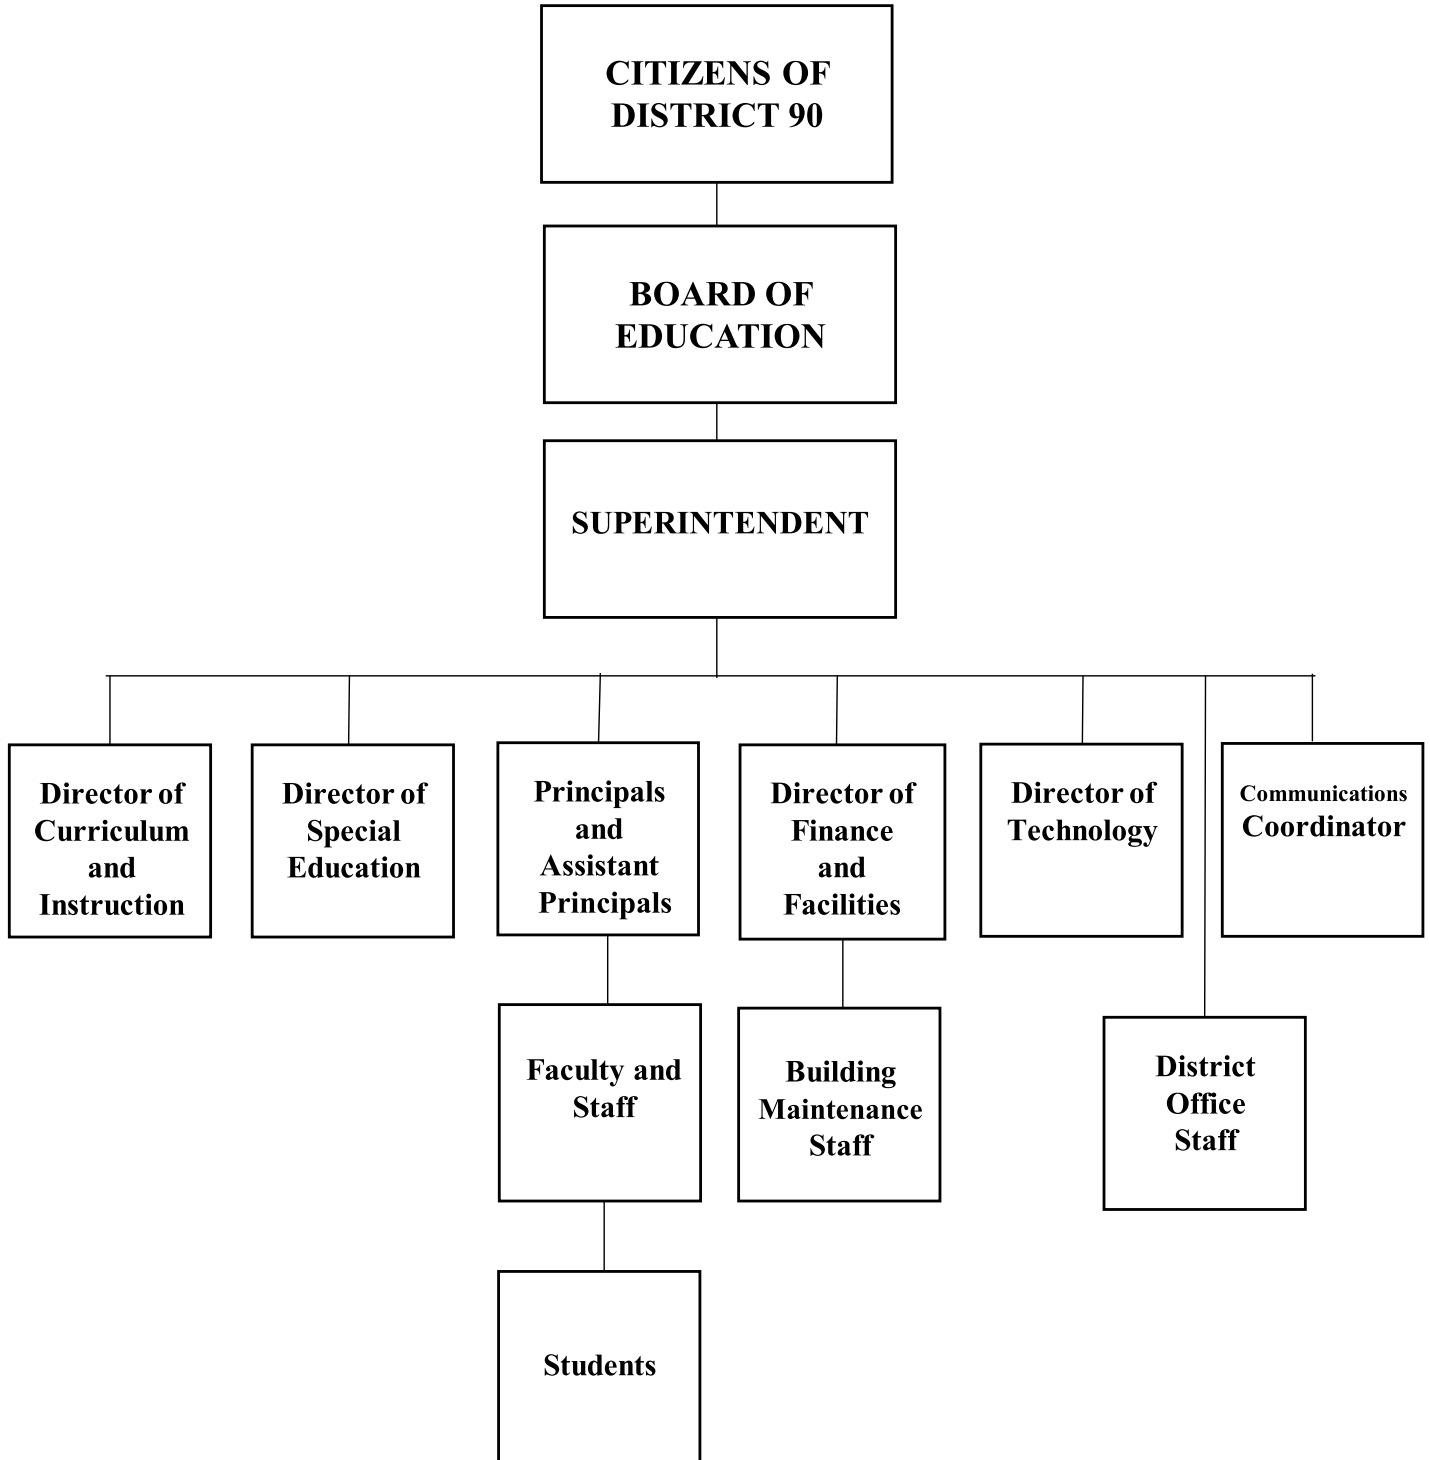 CITIZENS OF
DISTRICT 90
BOARD OF
EDUCATION
SUPERINTENDENT
Director of
Curriculum
and
Instruction
Director of
Special
Education
Principals
and
Assistant
Principals
Director of
Finance
and
Facilities
Director of
Technology
Communications
Coordinator
Faculty and
Staff
Building
Maintenance
Staff
District
Office
Staff
Students